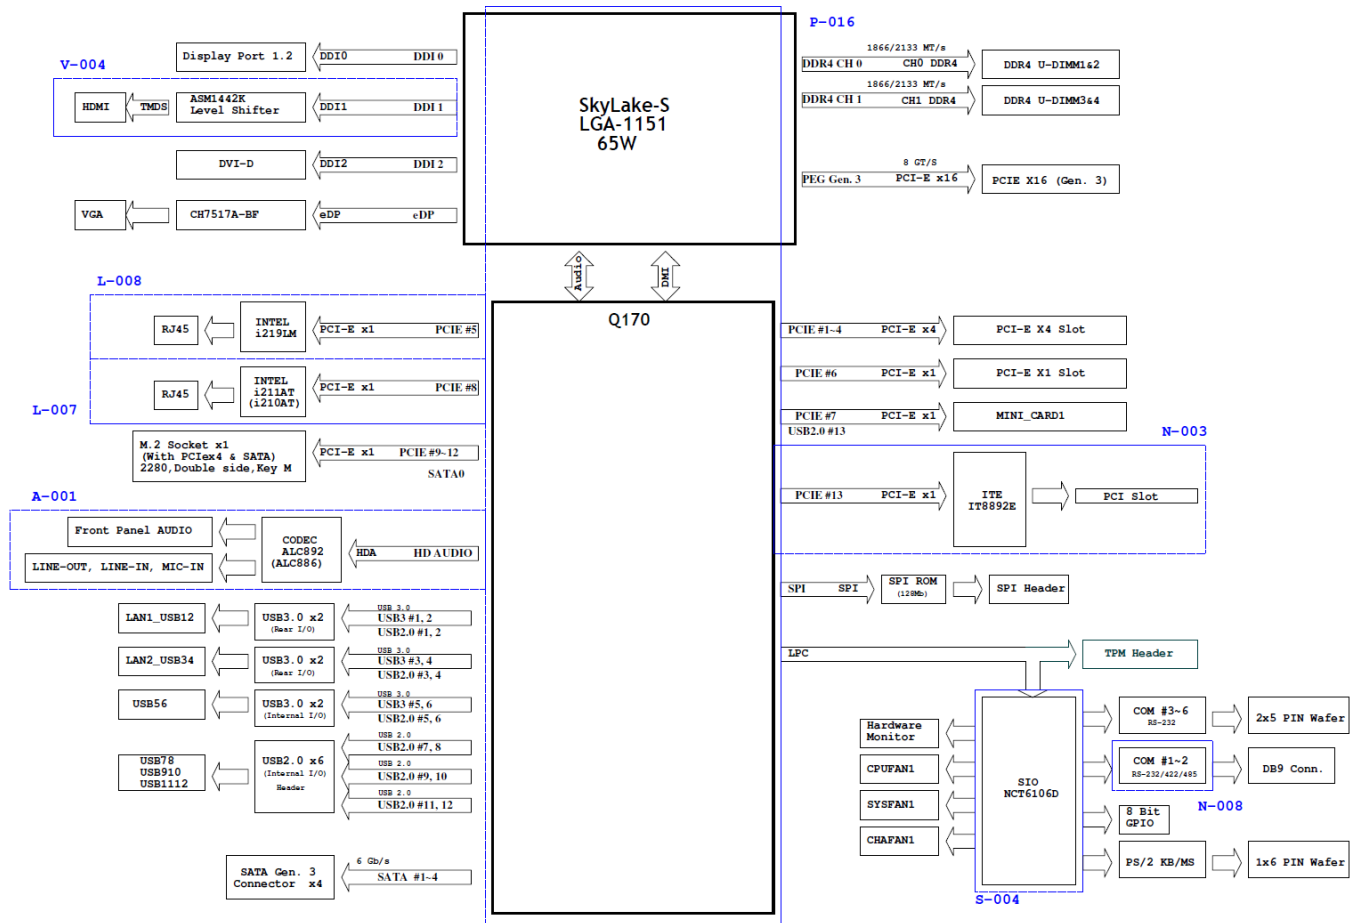 P-016
SkyLake-S
LGA-1151
65W
Display Port 1.2
DDI0
DDI 0
V-004
HDMI
TMDS
ASM1442K
Level Shifter
DDI1
DDI 1
DVI-D
DDI2
DDI 2
VGA
CH7517A-BF
eDP
eDP
1866/2133 MT/s
DDR4 CH 0
CH0 DDR4
DDR4 U-DIMM1&2
1866/2133 MT/s
DDR4 CH 1
CH1 DDR4
DDR4 U-DIMM3&4
8 GT/S
PEG Gen. 3
PCI-E x16
PCIE X16 (Gen. 3)
Audio
DMI
Q170
L-008
RJ45
INTEL
i219LM
PCI-E x1
PCIE #5
L-007
RJ45
INTEL
i211AT
(i210AT)
PCI-E x1
PCIE #8
M.2 Socket x1
(With PCIex4 & SATA)
2280,Double side,Key M
PCI-E x1
PCIE #9~12
SATA0
A-001
Front Panel AUDIO
LINE-OUT, LINE-IN, MIC-IN
CODEC
ALC892
(ALC886)
HDA
HD AUDIO
LAN1_USB12
USB3.0 x2
(Rear I/O)
USB 3.0
USB3 #1, 2
USB2.0 #1, 2
LAN2_USB34
USB3.0 x2
(Rear I/O)
USB 3.0
USB3 #3, 4
USB2.0 #3, 4
USB56
USB3.0 x2
(Internal I/O)
USB 3.0
USB3 #5, 6
USB2.0 #5, 6
USB78
USB910
USB1112
USB2.0 x6
(Internal I/O)
Header
USB 2.0
USB2.0 #7, 8
USB 2.0
USB2.0 #9, 10
USB 2.0
USB2.0 #11, 12
SATA Gen. 3
Connector x4
6 Gb/s
SATA #1~4
PCIE #1~4
PCI-E x4
PCI-E X4 Slot
PCIE #6
PCI-E x1
PCI-E X1 Slot
PCIE #7
PCI-E x1
USB2.0 #13
MINI_CARD1
N-003
PCIE #13
PCI-E x1
ITE
IT8892E
PCI Slot
SPI
SPI
SPI ROM
(128Mb)
SPI Header
LPC
TPM Header
SIO
NCT6106D
S-004
Hardware
Monitor
CPUFAN1
SYSFAN1
CHAFAN1
COM #3~6
RS-232
2x5 PIN Wafer
COM #1~2
RS-232/422/485
DB9 Conn.
N-008
8 Bit
GPIO
PS/2 KB/MS
1x6 PIN Wafer